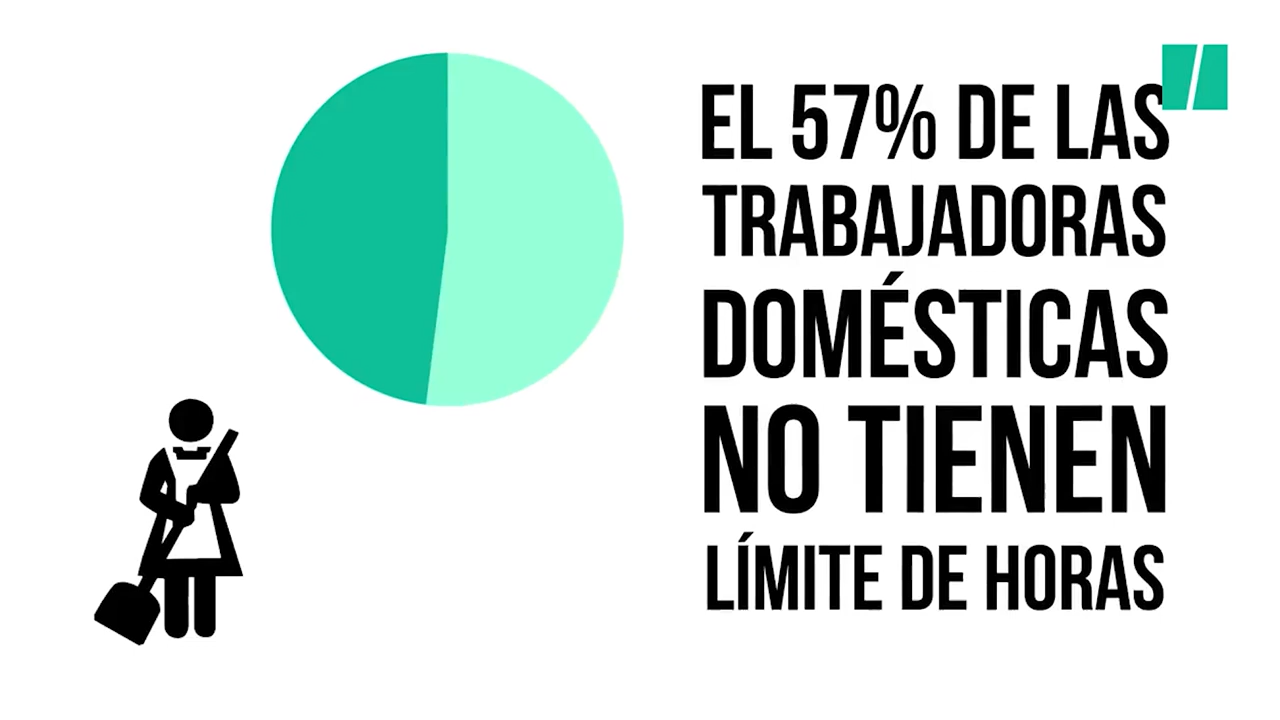 EL 57% DE LAS
TRABAJADORAS
DOMÉSTICAS
NO TIENEN
LÍMITE DE HORAS